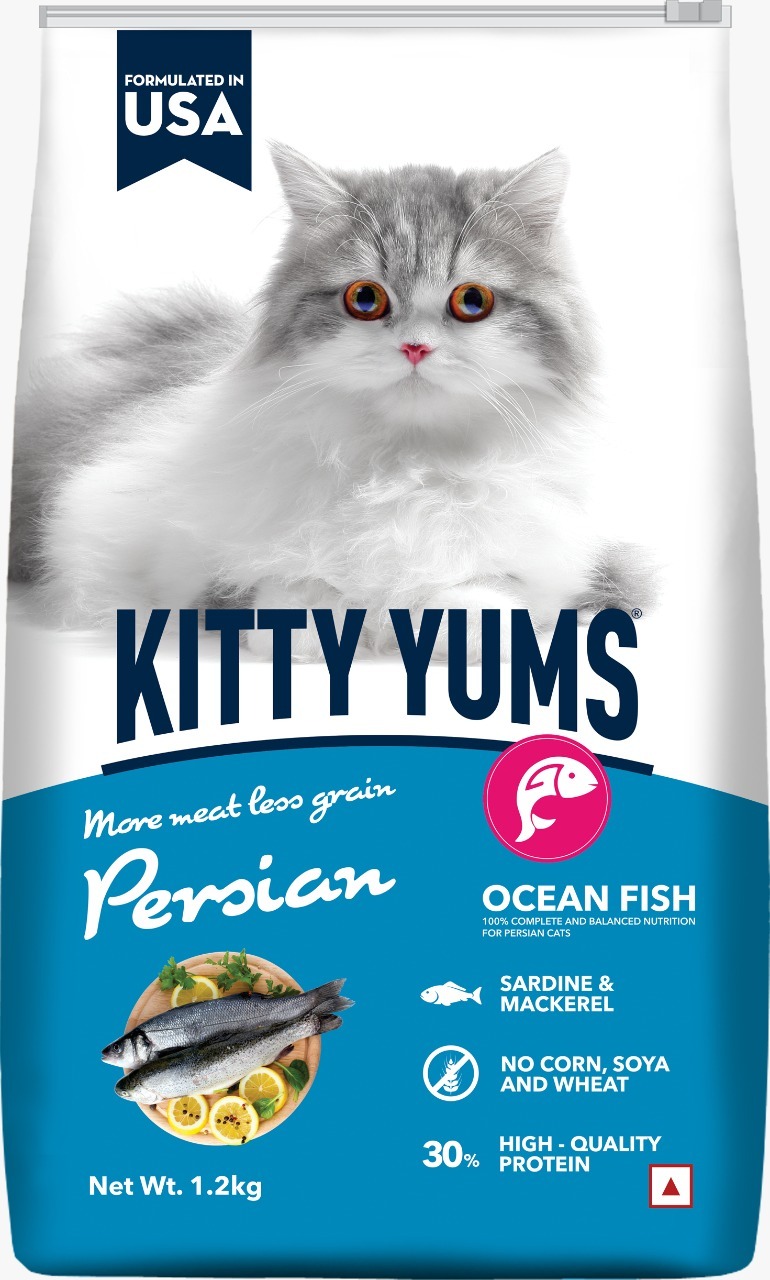 FORMULATED IN
USA
KITTY YUMS®
More meat less grain
Persian
OCEAN FISH
100% COMPLETE AND BALANCED NUTRITION
FOR PERSIAN CATS
SARDINE &
MACKEREL
NO CORN, SOYA
AND WHEAT
30%
HIGH - QUALITY
PROTEIN
Net Wt. 1.2kg